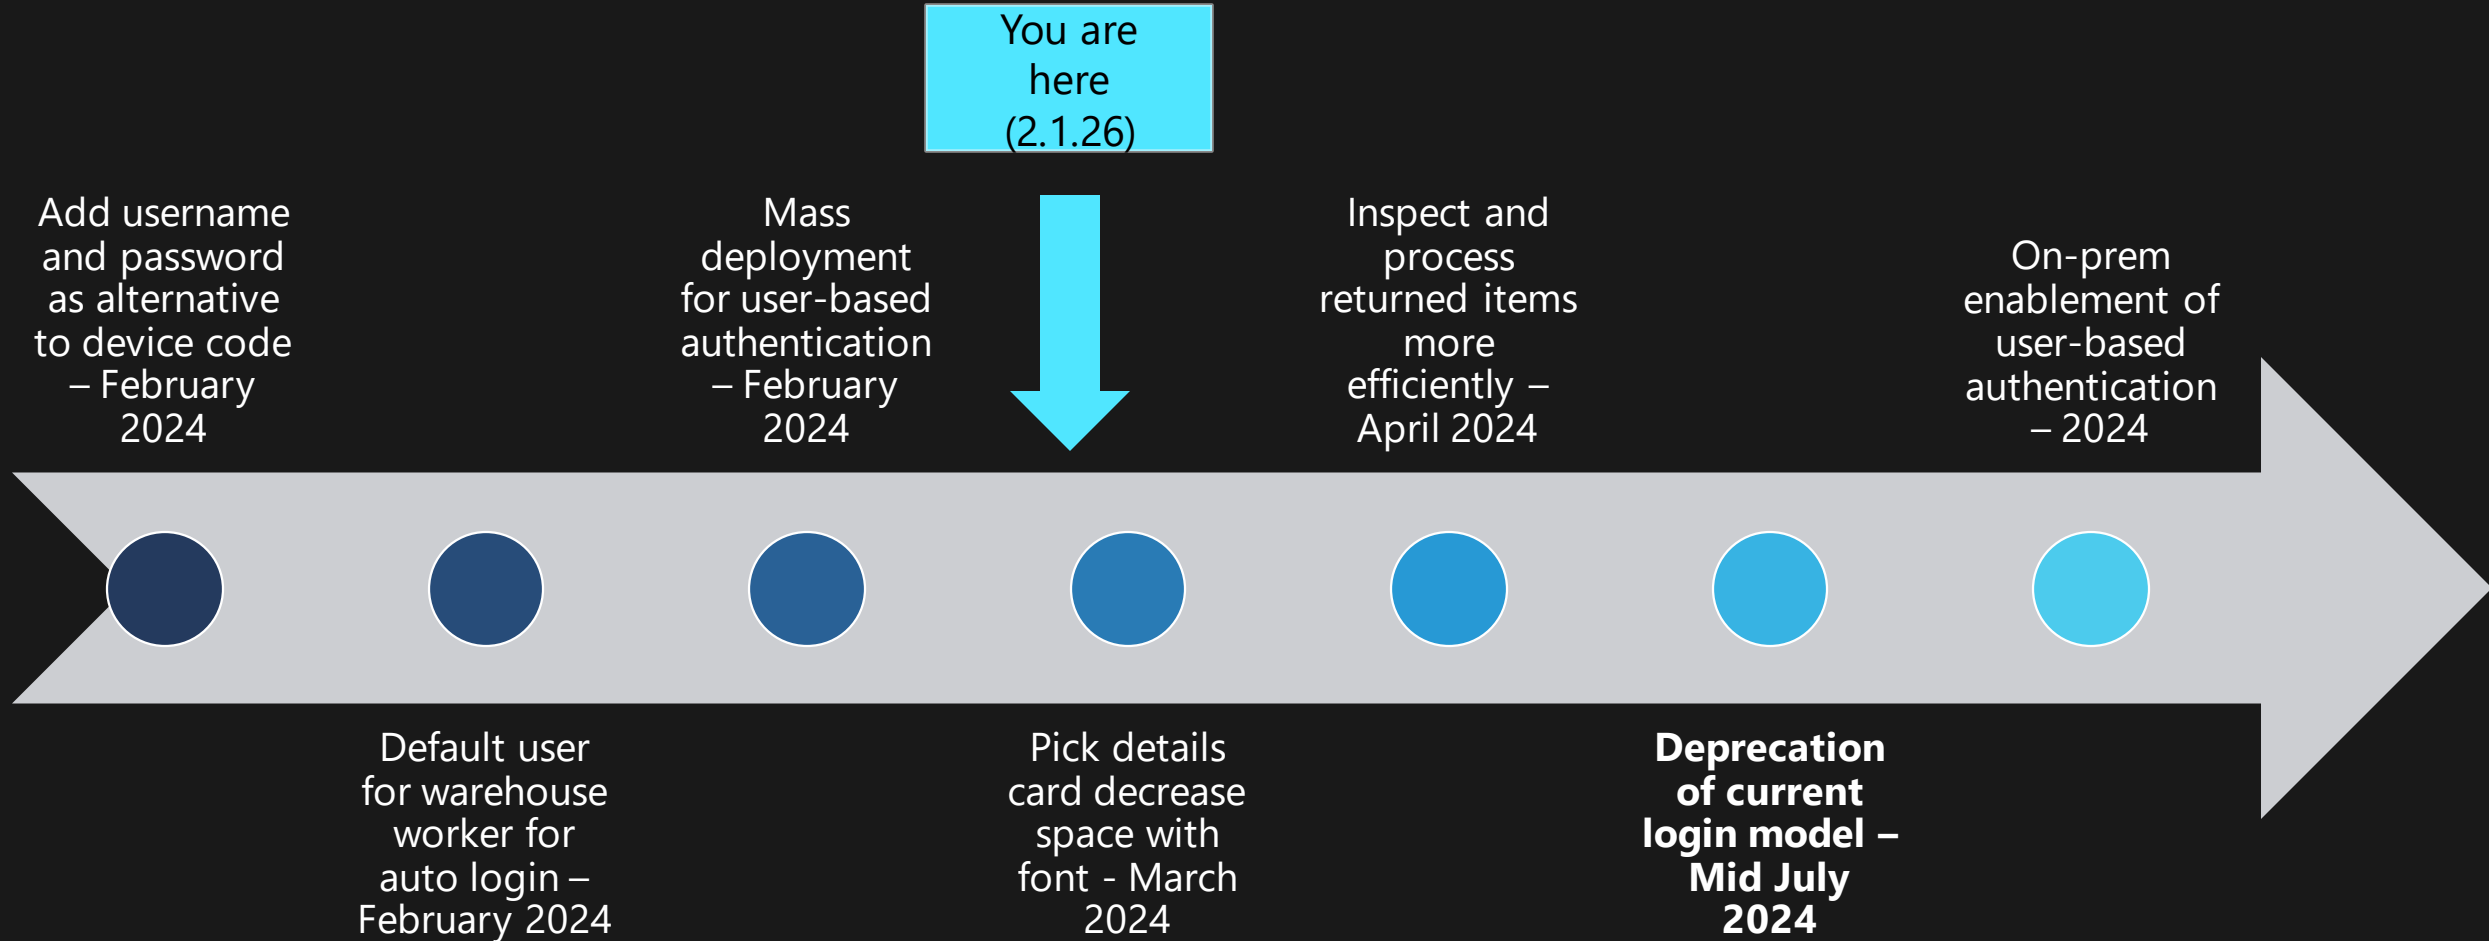 You are
here
(2.1.26)
Add username
and password
as alternative
to device code
– February
2024
Default user
for warehouse
worker for
auto login –
February 2024
Mass
deployment
for user-based
authentication
– February
2024
Pick details
card decrease
space with
font - March
2024
Inspect and
process
returned items
more
efficiently –
April 2024
Deprecation
of current
login model –
Mid July
2024
On-prem
enablement of
user-based
authentication
– 2024